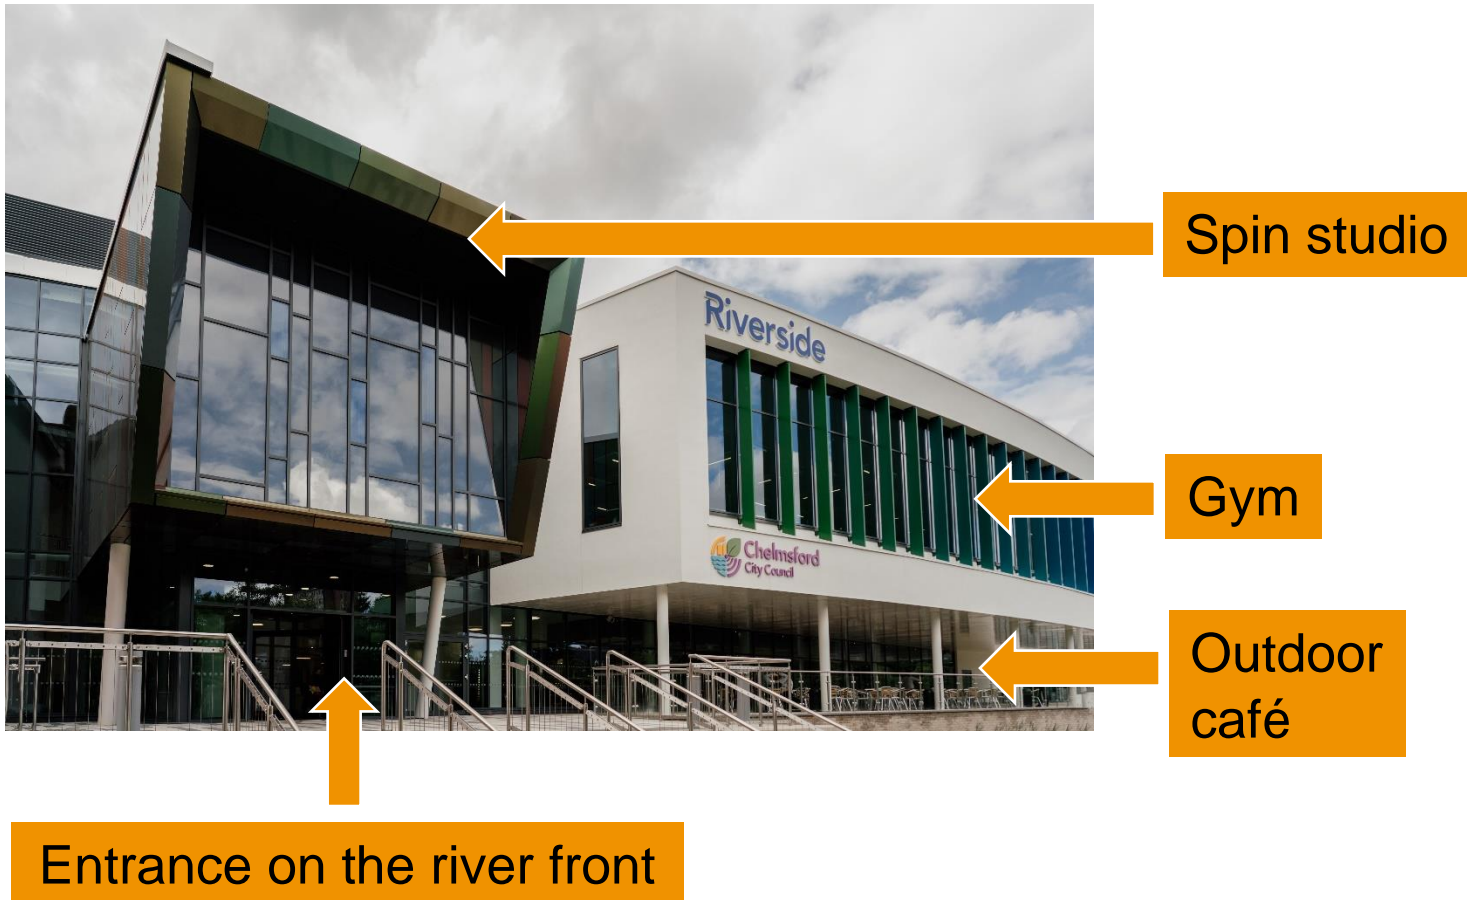 Spin studio
Riverside
Gym
Chelmsford
City Council
Outdoor
café
Entrance on the river front